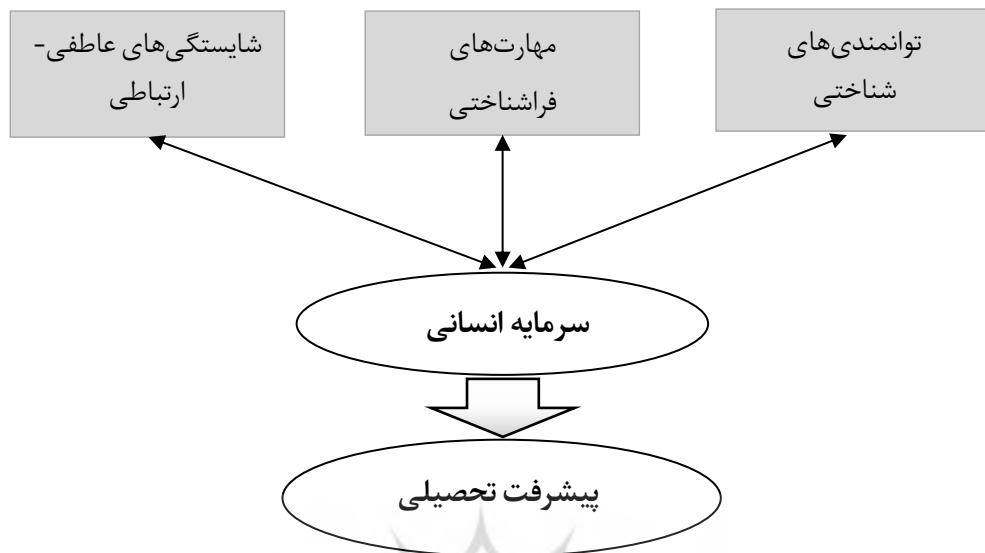 توانمندی‌های
شناختی
مهارت‌های
فراشناختی
شایستگی‌های عاطفی-
ارتباطی
سرمایه انسانی
پیشرفت تحصیلی